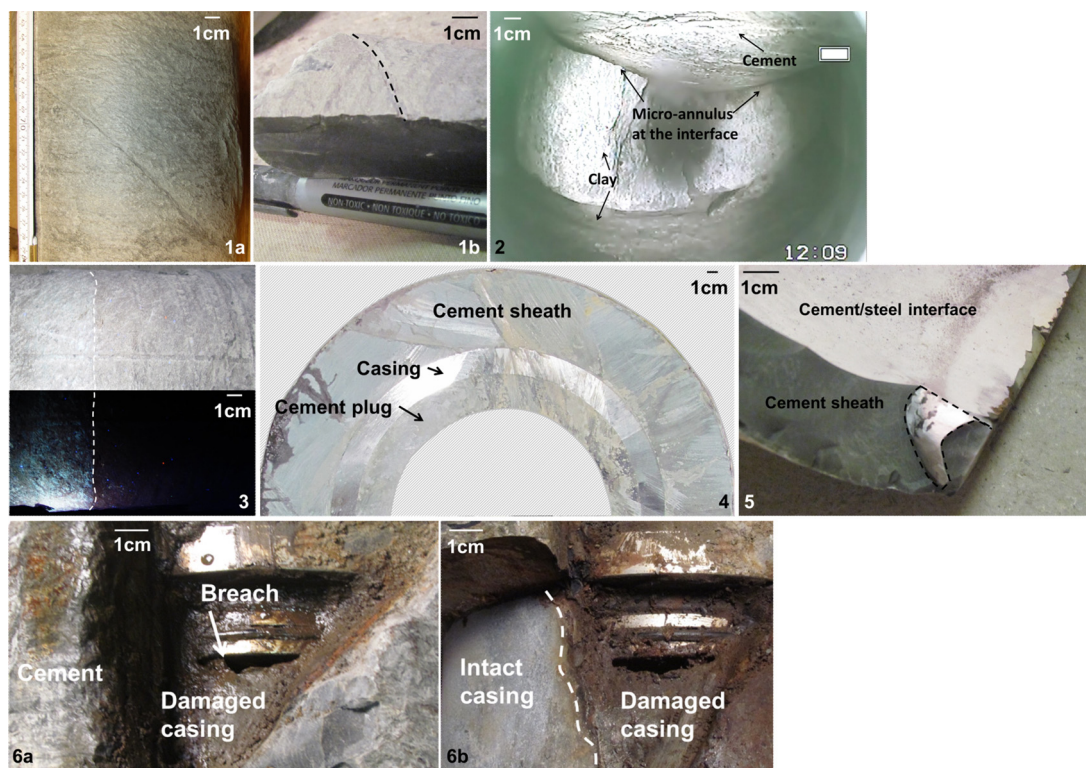 1cm
1a
1cm
MARCADOR PERMANENTE
NON TOXIC • NON TOXIQUE • NO TOXICO
1b
1cm
Cement
Micro-annulus
at the interface
Clay
2
12:09
1cm
3
1cm
Cement sheath
Casing
Cement plug
4
1cm
Cement/steel interface
Cement sheath
5
1cm
Breach
Cement
Damaged
casing
6a
1cm
Intact
casing
Damaged
casing
6b